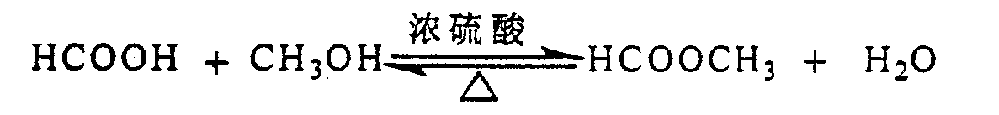 浓硫酸
HCOOH + CH₃OH ⇌ HCOOCH₃ + H₂O
△